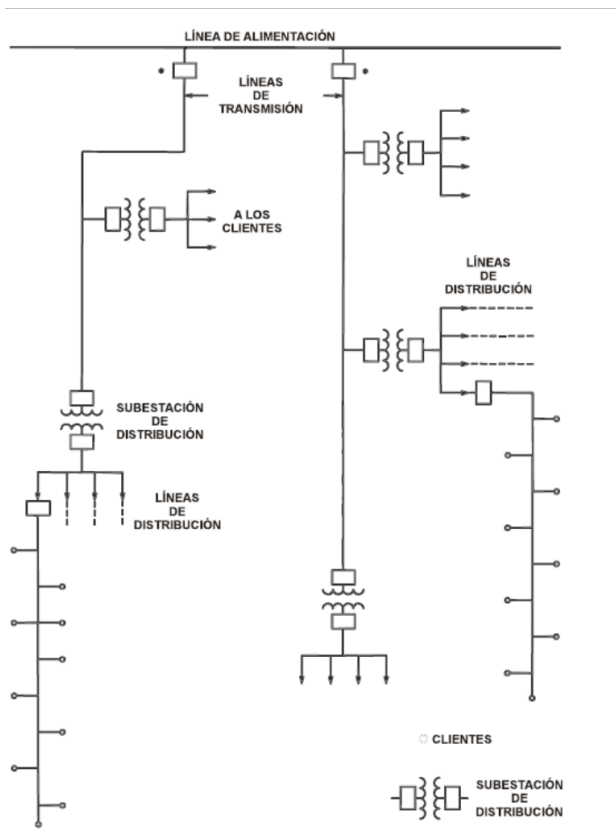 LÍNEA DE ALIMENTACIÓN
LÍNEAS
DE
TRANSMISIÓN
A LOS
CLIENTES
LÍNEAS
DE
DISTRIBUCIÓN
SUBESTACIÓN
DE
DISTRIBUCIÓN
LÍNEAS
DE
DISTRIBUCIÓN
CLIENTES
SUBESTACIÓN
DE
DISTRIBUCIÓN